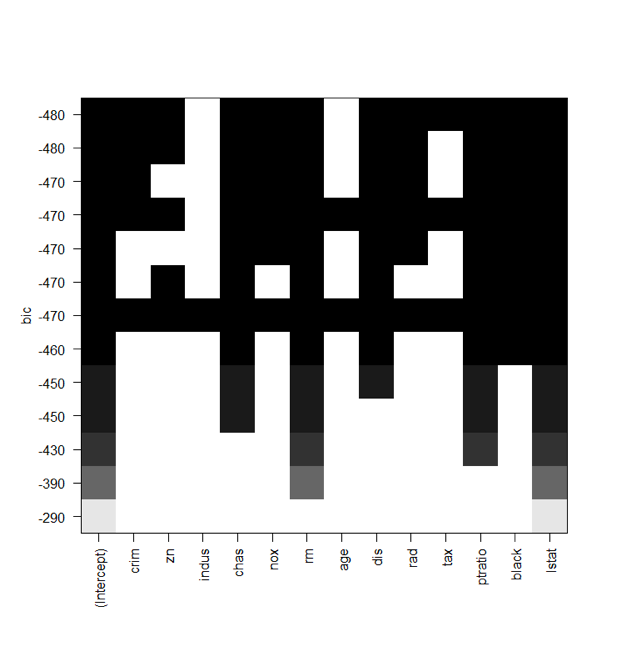 -480
-480
-470
-470
-470
-470
-470
-460
-450
-450
-430
-390
-290
bic
(Intercept)
crim
zn
indus
chas
nox
rm
age
dis
rad
tax
ptratio
black
lstat